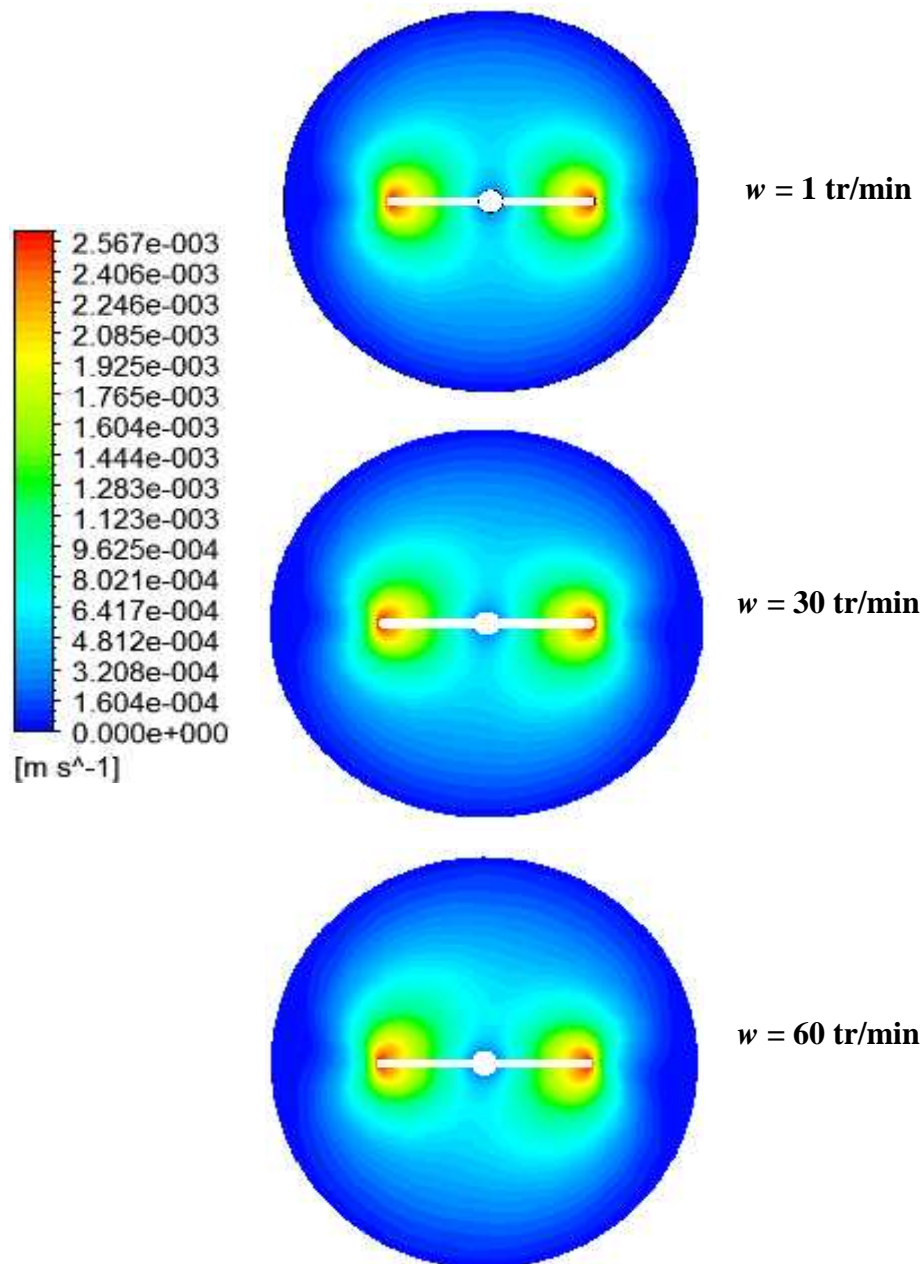 w = 1 tr/min
2.567e-003
2.406e-003
2.246e-003
2.085e-003
1.925e-003
1.765e-003
1.604e-003
1.444e-003
1.283e-003
1.123e-003
9.625e-004
8.021e-004
6.417e-004
4.812e-004
3.208e-004
1.604e-004
0.000e+000
[m s^-1]
w = 30 tr/min
w = 60 tr/min